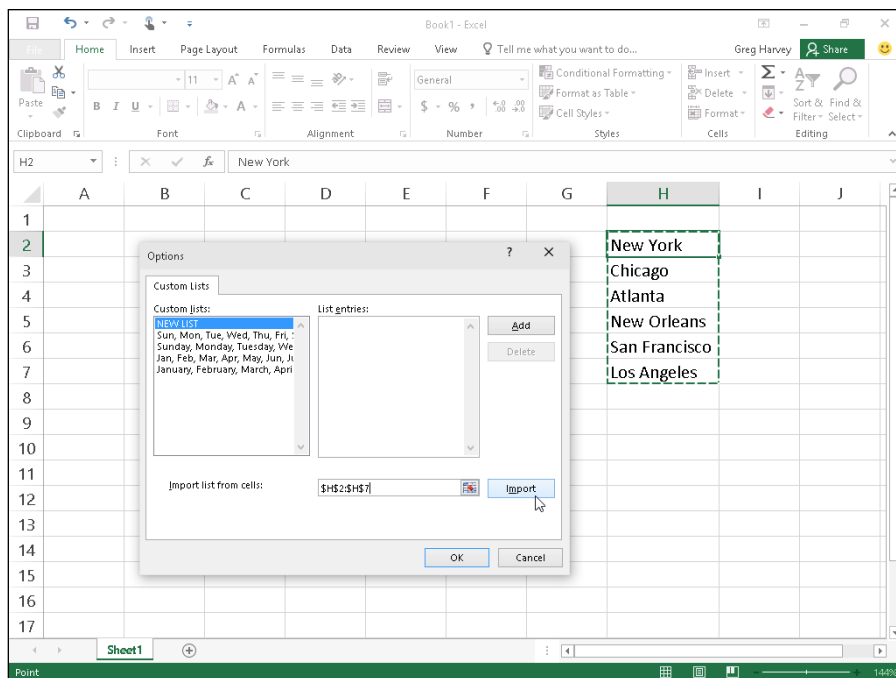 Book1 - Excel
File Home Insert Page Layout Formulas Data Review View Tell me what you want to do... Greg Harvey Share
Paste
Clipboard
11 A A
B I U A
Font
Alignment
General
$ % ,
Number
Conditional Formatting
Format as Table
Cell Styles
Styles
Insert
Delete
Format
Cells
Sort & Filter
Find & Select
Editing
H2 fx New York
A B C D E F G H I J
1
2 New York
3 Chicago
4 Atlanta
5 New Orleans
6 San Francisco
7 Los Angeles
8
9
10
11
12
13
14
15
16
17
Options ?
Custom Lists
Custom lists: List entries:
NEW LIST
Sun, Mon, Tue, Wed, Thu, Fri, S
Sunday, Monday, Tuesday, We
Jan, Feb, Mar, Apr, May, Jun, Ju
January, February, March, Apri
Add
Delete
Import list from cells: $H$2:$H$7 Import
OK Cancel
Sheet1
Point 144%